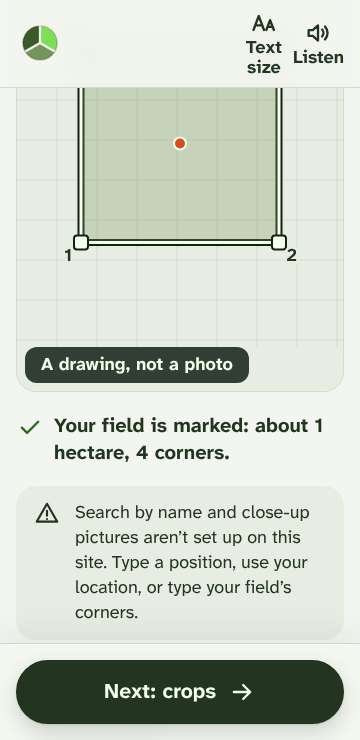 Text
size
Listen
1
2
A drawing, not a photo
Your field is marked: about 1
hectare, 4 corners.
Search by name and close-up
pictures aren’t set up on this
site. Type a position, use your
location, or type your field’s
corners.
Next: crops